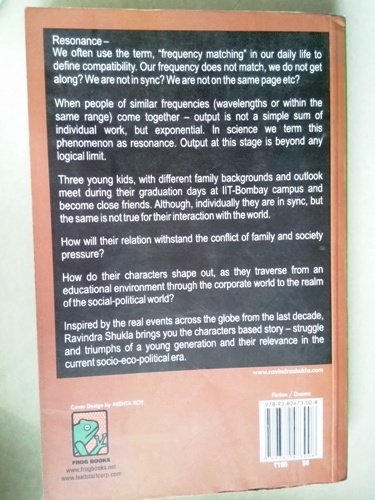 Resonance –
We often use the term, "frequency matching" in our daily life to
define compatibility. Our frequency does not match, we do not get
along? We are not in sync? We are not on the same page etc?
When people of similar frequencies (wavelengths or within the
same range) come together – output is not a simple sum of
individual work, but exponential. In science we term this
phenomenon as resonance. Output at this stage is beyond any
logical limit.
Three young kids, with different family backgrounds and outlook
meet during their graduation days at IIT-Bombay campus and
become close friends. Although, individually they are in sync, but
the same is not true for their interaction with the world.
How will their relation withstand the conflict of family and society
pressure?
How do their characters shape out, as they traverse from an
educational environment through the corporate world to the realm
of the social-political world?
Inspired by the real events across the globe from the last decade,
Ravindra Shukla brings you the characters based story – struggle
and triumphs of a young generation and their relevance in the
current socio-eco-political era.
www.ravindrashukla.com
Cover Design by
ROY
Fiction /
FROG BOOKS
www.frogbooks.net
www.leadstartcorp.com